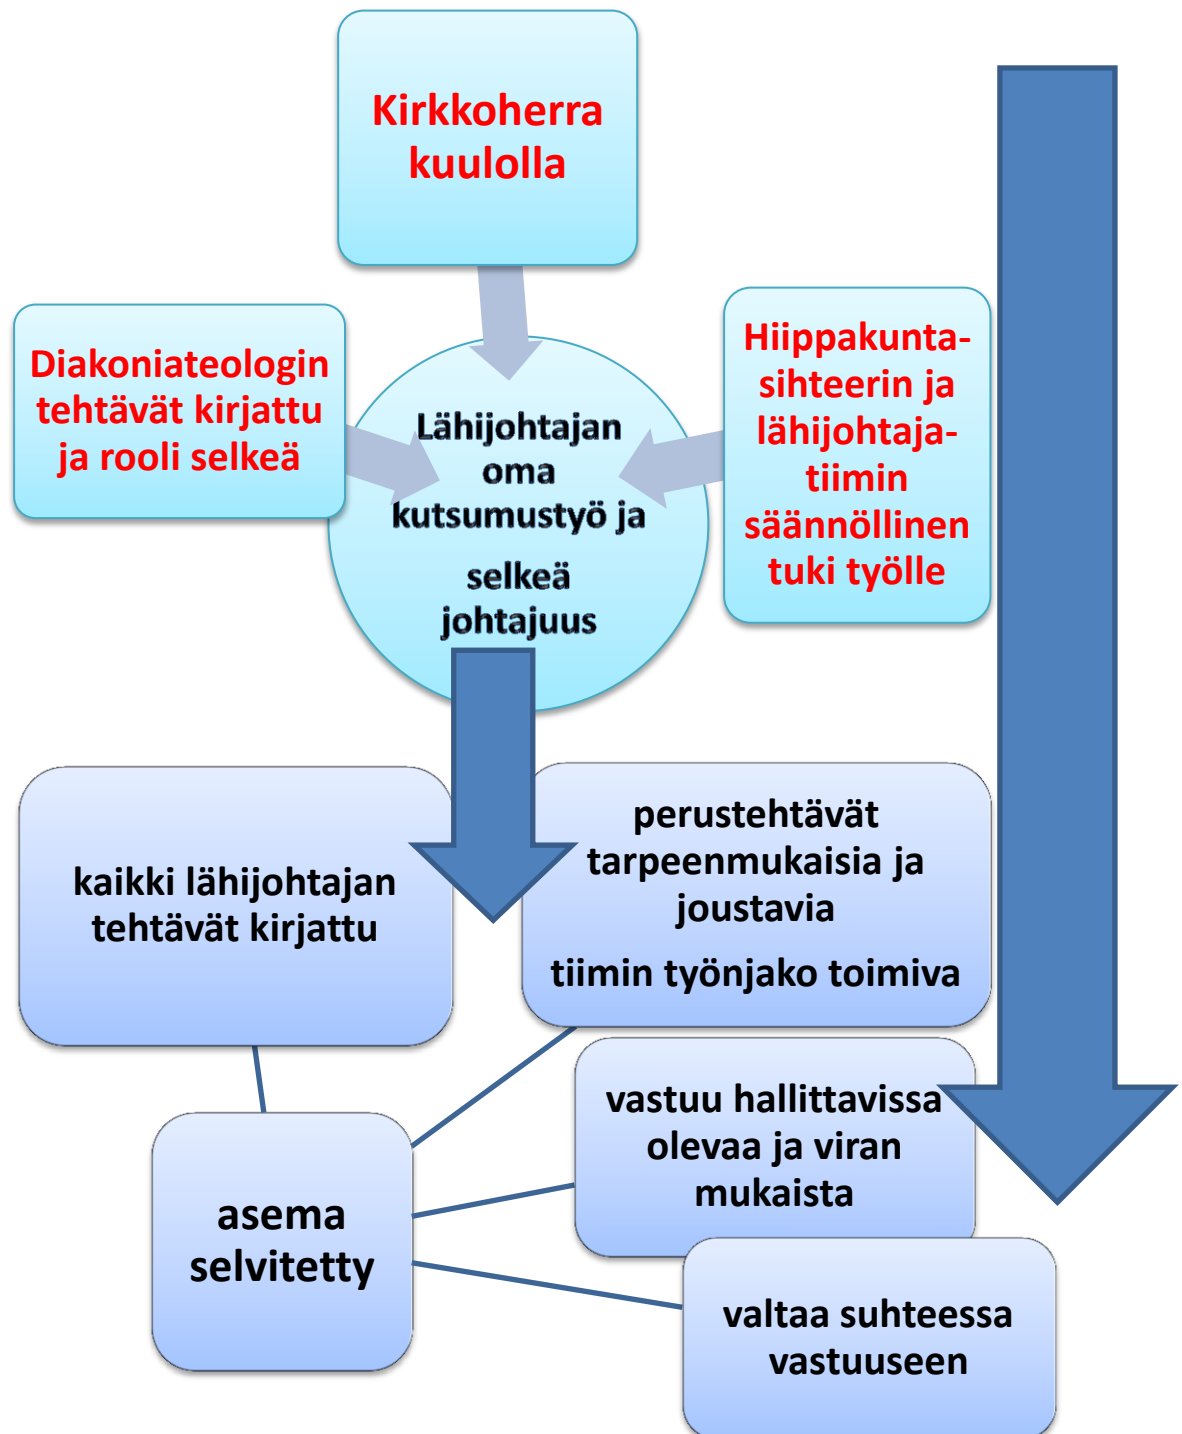 Kirkkoherra
kuulolla
Diakoniateologin
tehtävät kirjattu
ja rooli selkeä
Hiippakunta-
sihteerin ja
lähijohtaja-
tiimin
säännöllinen
tuki työlle
Lähijohtajan
oma
kutsumustyö ja
selkeä
johtajuus
kaikki lähijohtajan
tehtävät kirjattu
perustehtävät
tarpeenmukaisia ja
joustavia
tiimin työnjako toimiva
vastuu hallittavissa
olevaa ja viran
mukaista
asema
selvitetty
valtaa suhteessa
vastuuseen